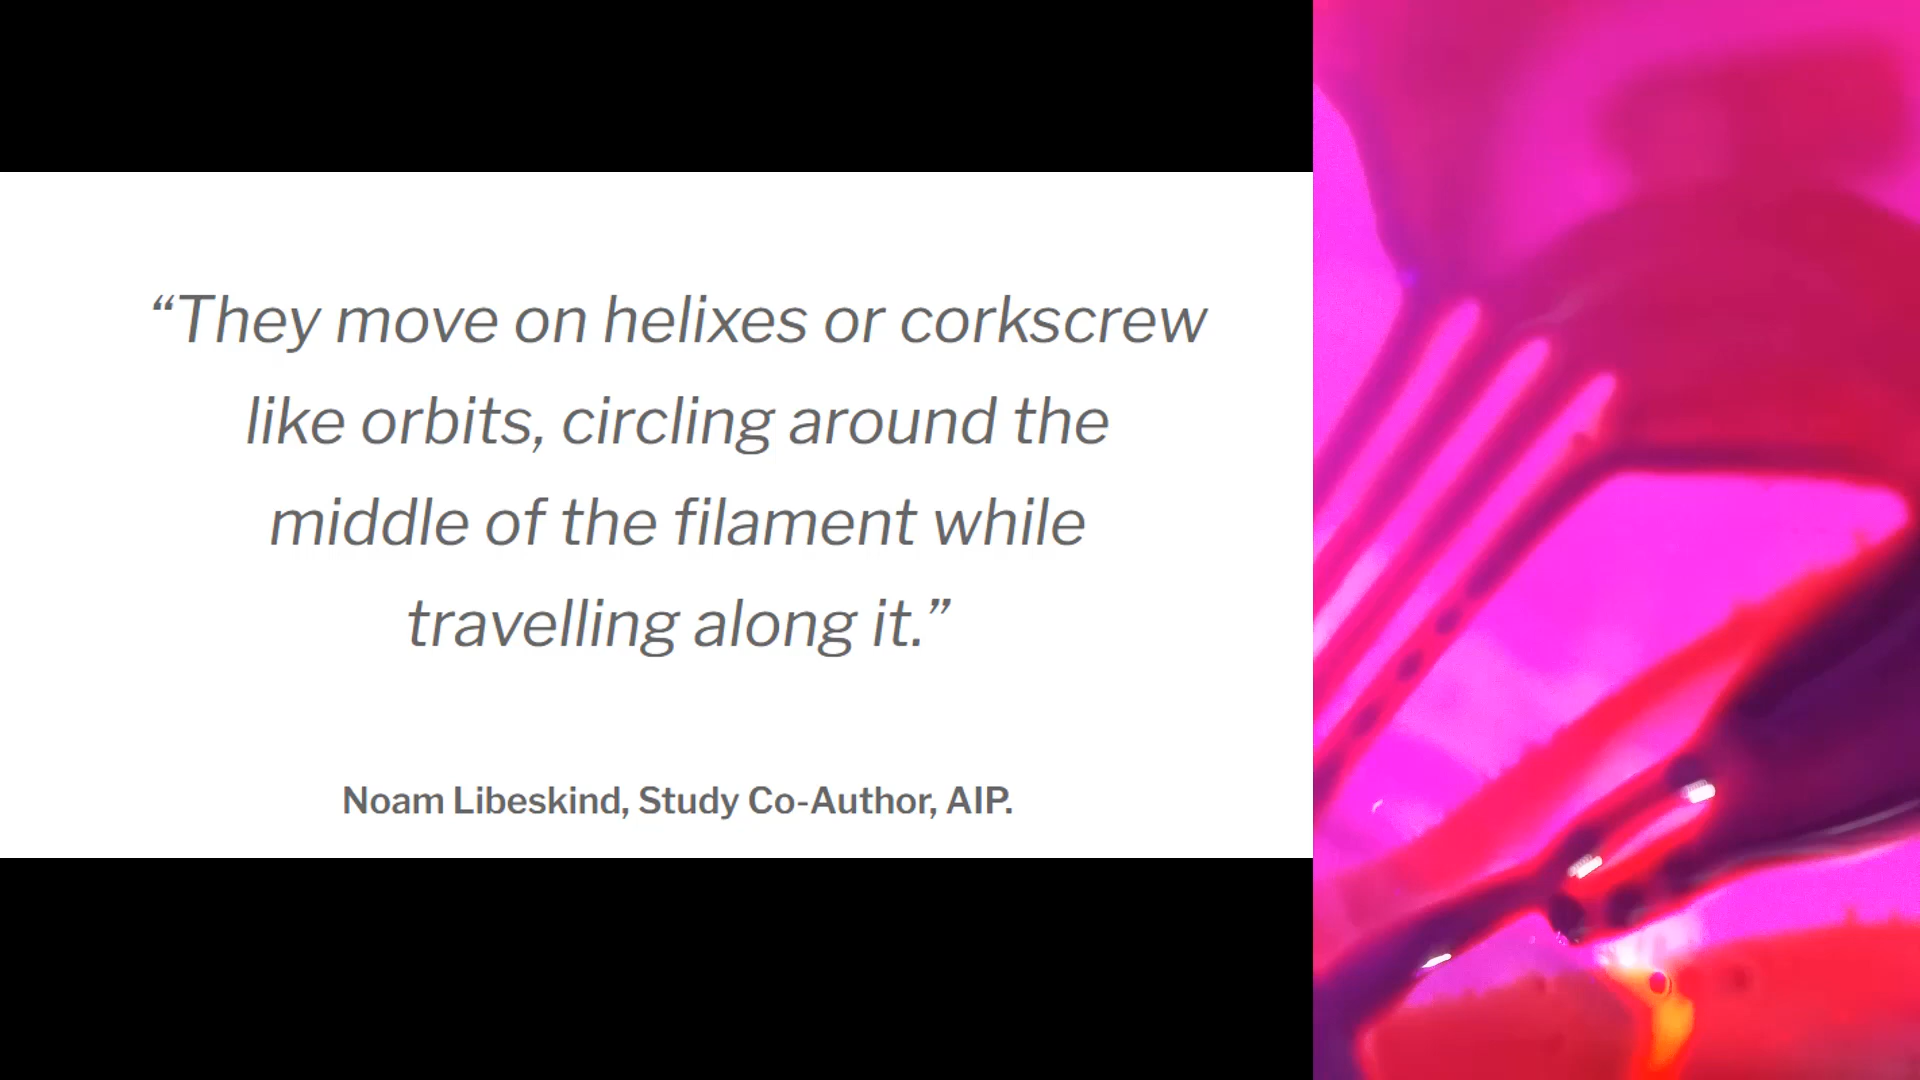 “They move on helixes or corkscrew
like orbits, circling around the
middle of the filament while
travelling along it.”
Noam Libeskind, Study Co-Author, AIP.